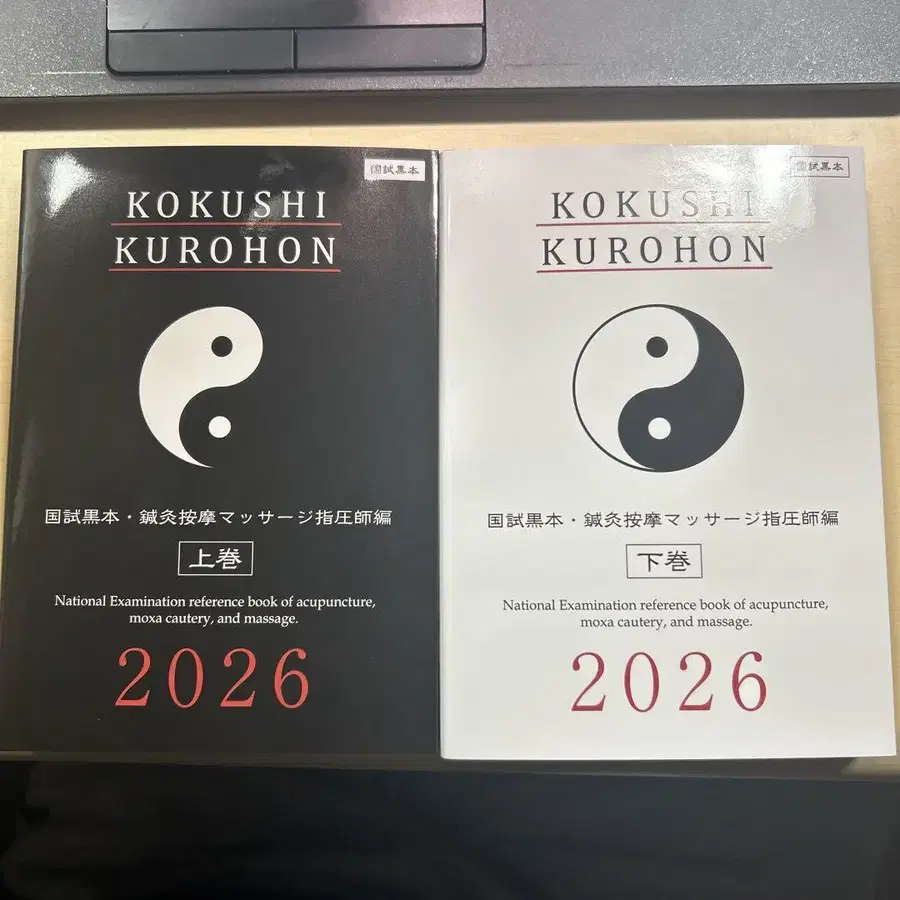 国試黒本
KOKUSHI
KUROHON
国試黒本・鍼灸按摩マッサージ指圧師編
上巻
National Examination reference book of acupuncture,
moxa cautery, and massage.
2026
国試黒本
KOKUSHI
KUROHON
国試黒本・鍼灸按摩マッサージ指圧師編
下巻
National Examination reference book of acupuncture,
moxa cautery, and massage.
2026